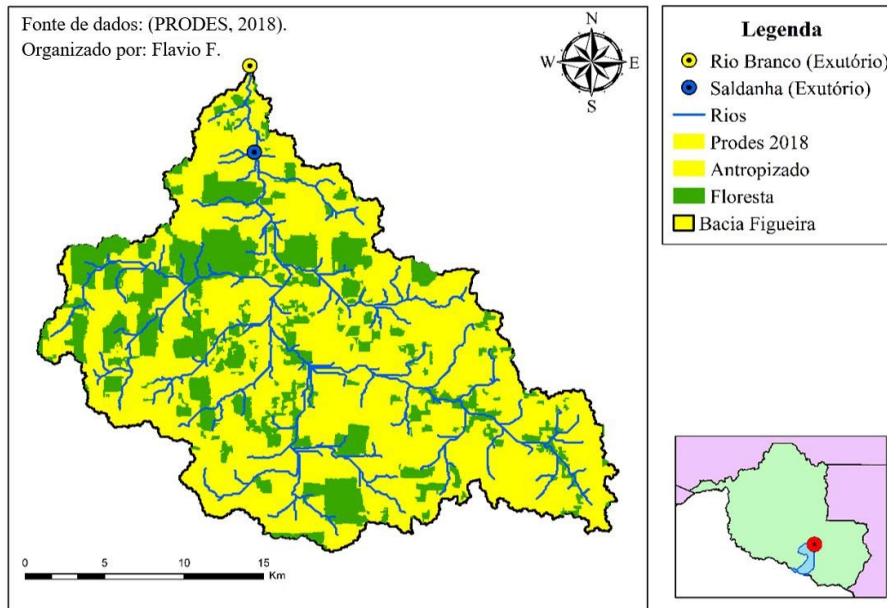 Fonte de dados: (PRODES, 2018).
Organizado por: Flavio F.
N
W E
S
0 5 10 15
Km
Legenda
Rio Branco (Exutório)
Saldanha (Exutório)
Rios
Prodes 2018
Antropizado
Floresta
Bacia Figueira